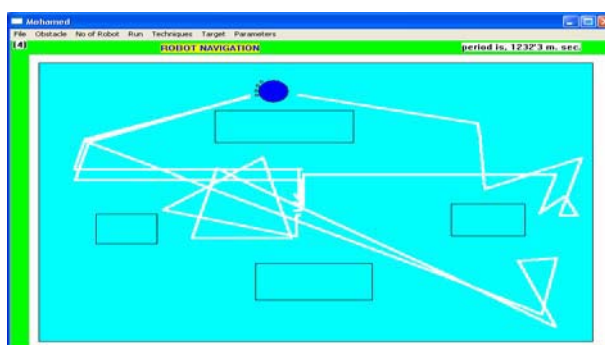 Mohamed
File Obstacle No of Robot Run Techniques Target Parameters
(4) ROBOT NAVIGATION period is, 1232'3 m. sec.